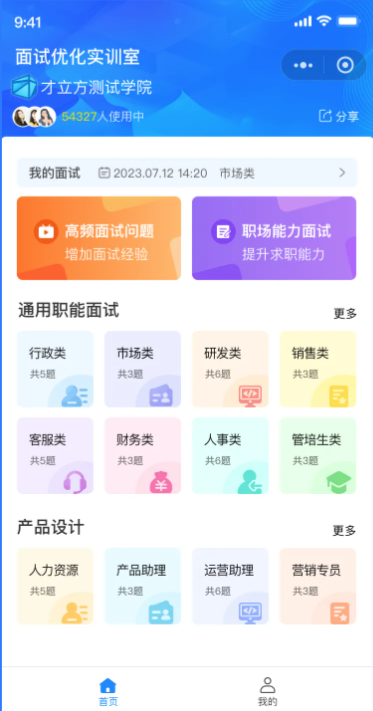 9:41
面试优化实训室
才立方测试学院
54327人使用中
分享
我的面试 2023.07.12 14:20 市场类
高频面试问题
增加面试经验
职场能力面试
提升求职能力
通用职能面试 更多
行政类 市场类 研发类 销售类
共5题 共3题 共6题 共3题
客服类 财务类 人事类 管培生类
共5题 共3题 共6题 共3题
产品设计 更多
人力资源 产品助理 运营助理 营销专员
共5题 共3题 共6题 共3题
首页 我的